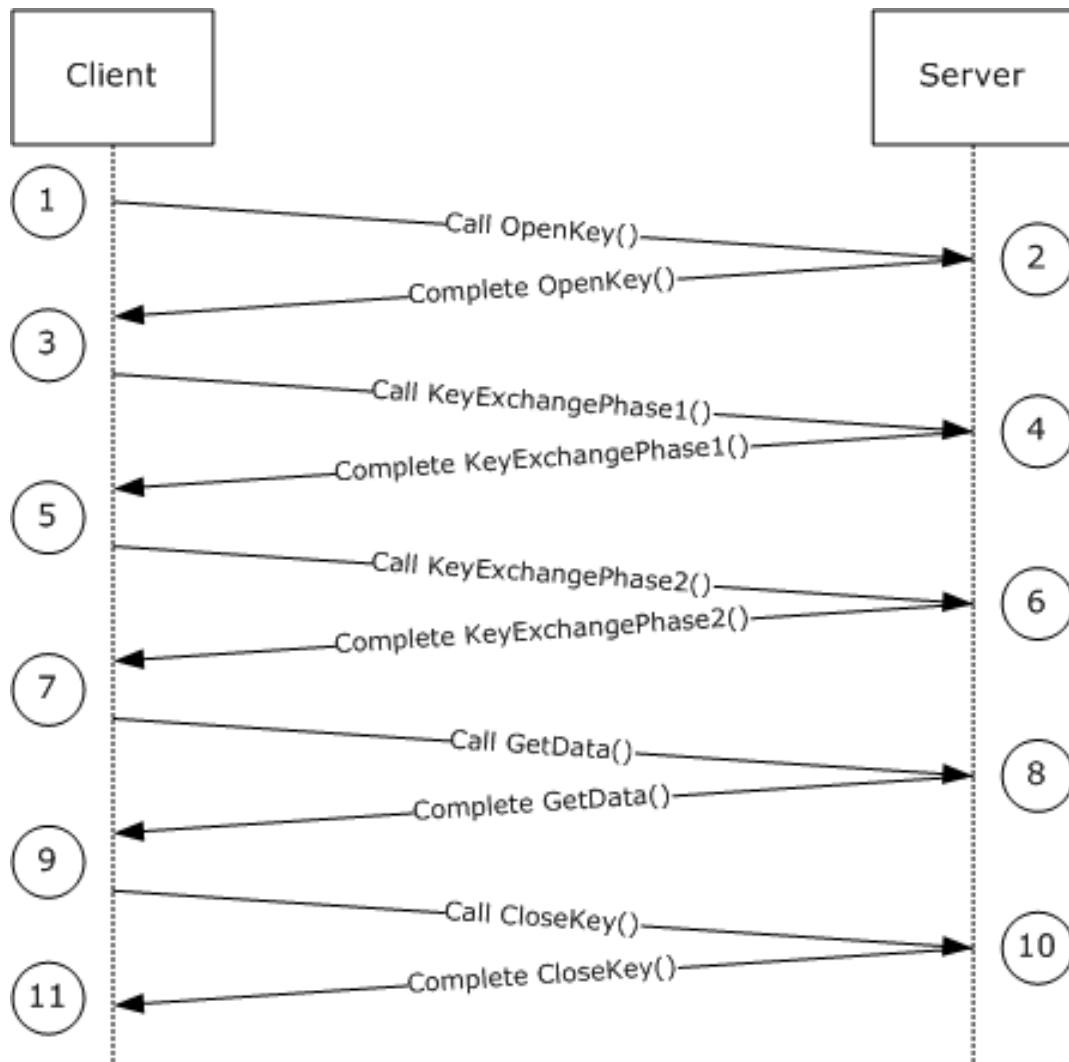 Client
Server
1
Call OpenKey()
2
Complete OpenKey()
3
Call KeyExchangePhase1()
4
Complete KeyExchangePhase1()
5
Call KeyExchangePhase2()
6
Complete KeyExchangePhase2()
7
Call GetData()
8
Complete GetData()
9
Call CloseKey()
10
Complete CloseKey()
11